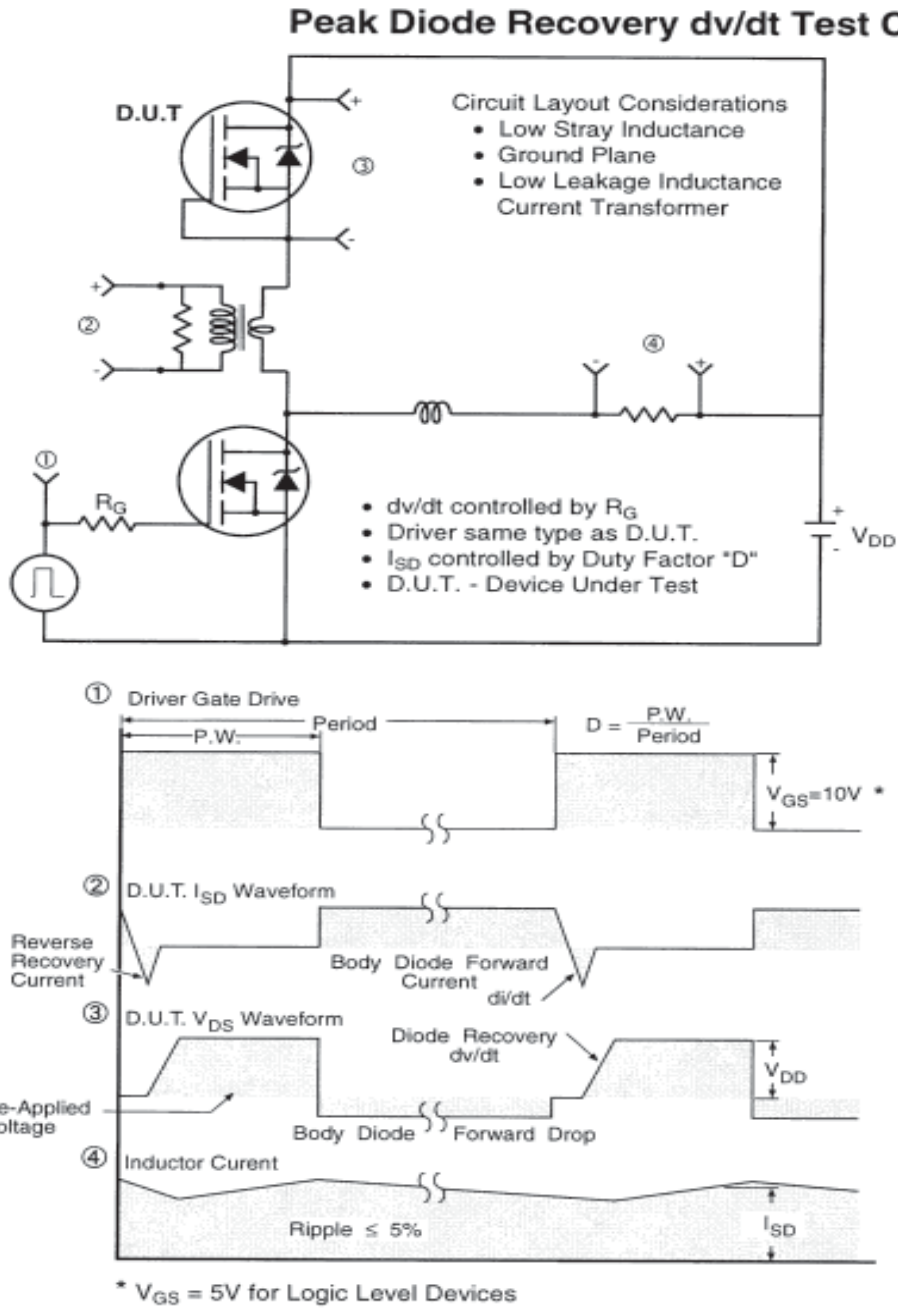 Peak Diode Recovery dv/dt Test C
D.U.T
+
-
③
Circuit Layout Considerations
• Low Stray Inductance
• Ground Plane
• Low Leakage Inductance
Current Transformer
+
②
-
④
-
+
①
RG
• dv/dt controlled by RG
• Driver same type as D.U.T.
• ISD controlled by Duty Factor "D"
• D.U.T. - Device Under Test
+
VDD
-
① Driver Gate Drive
Period
P.W.
D = P.W.
Period
VGS=10V *
② D.U.T. ISD Waveform
Reverse
Recovery
Current
Body Diode Forward
Current
di/dt
③ D.U.T. VDS Waveform
Diode Recovery
dv/dt
VDD
e-Applied
oltage
Body Diode Forward Drop
④ Inductor Curent
Ripple ≤ 5%
ISD
* VGS = 5V for Logic Level Devices